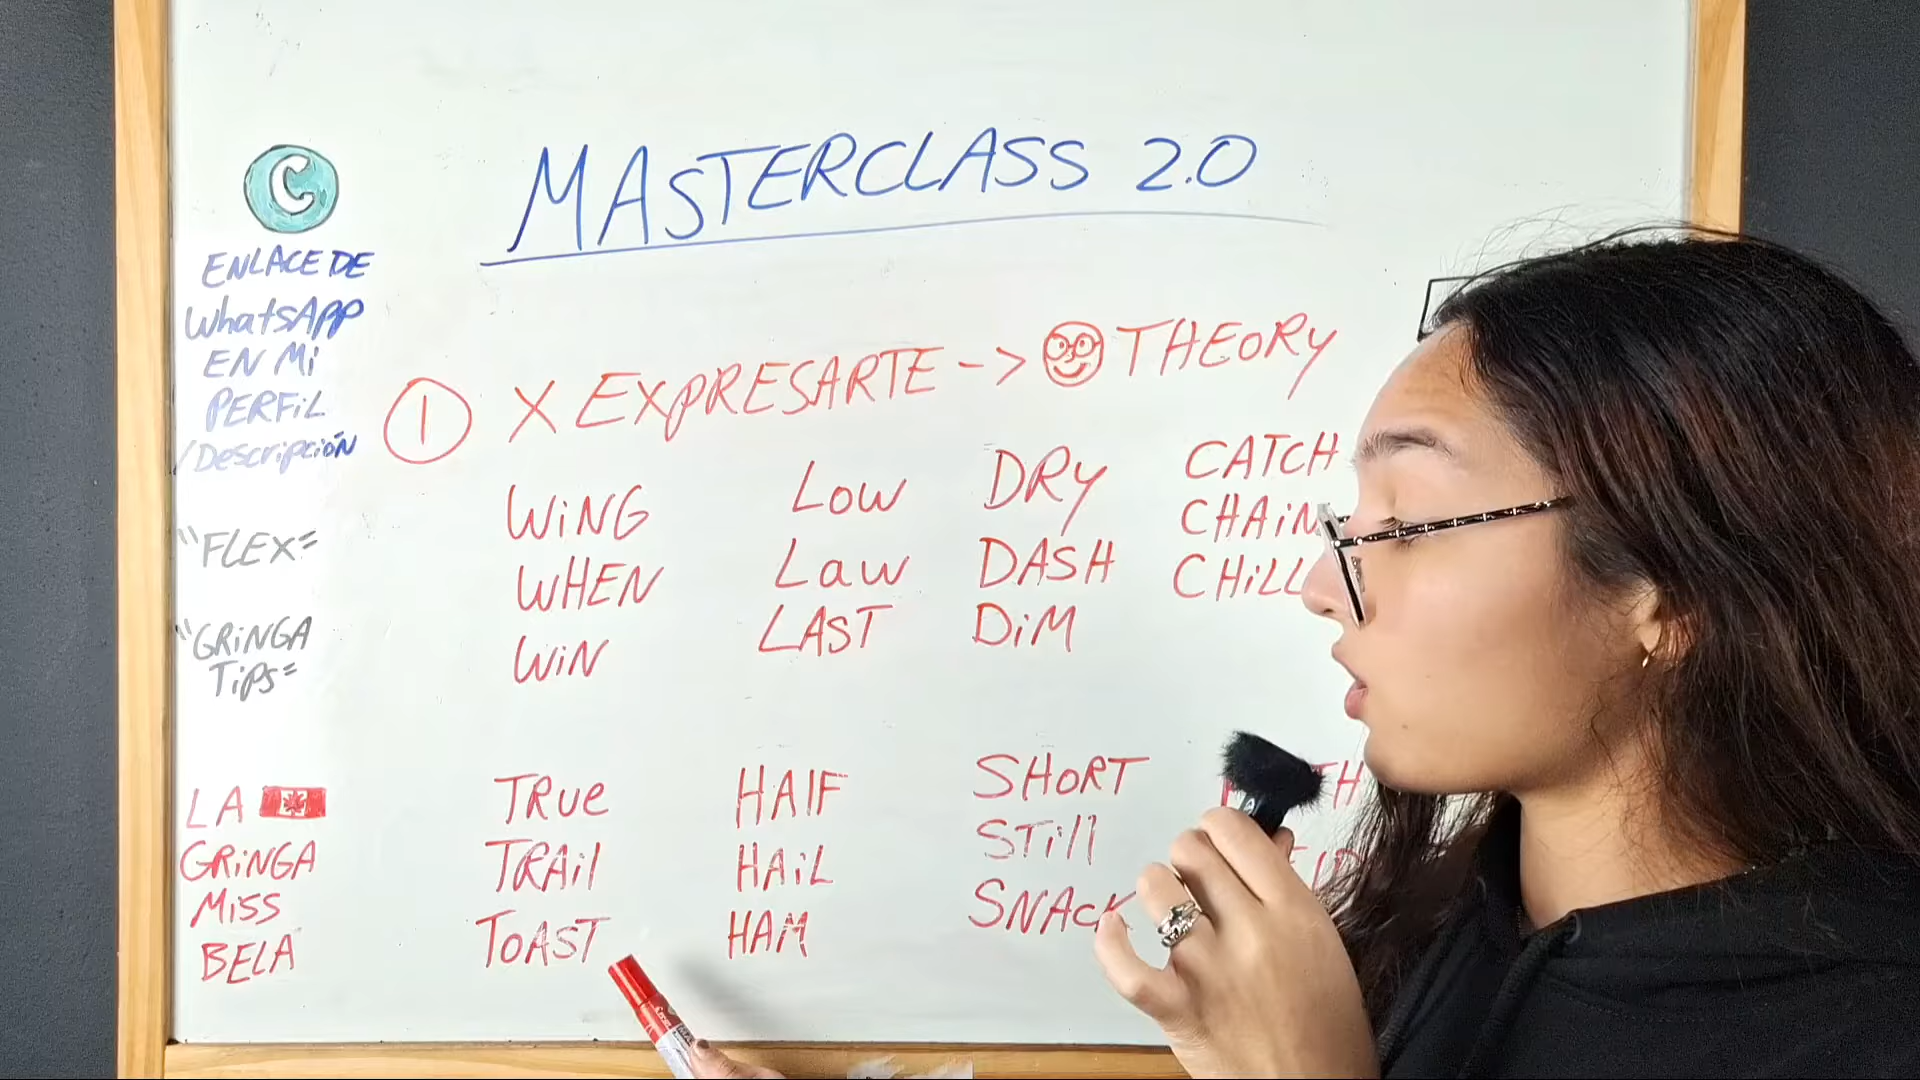 C
ENLACE DE
WhatsApp
EN Mi
PERFiL
/Descripción
"FLEX"
"GRiNGA
TiPS"
LA
GRiNGA
MiSS
BELA
MASTERCLASS 2.0
1 X EXPRESARTE -> THEORY
WiNG
WHEN
WiN
LOW
LaW
LAST
DRY
DASH
DiM
CATCH
CHAiN
CHiLL
TRUe
TRAil
TOAST
HAlF
HAiL
HAM
SHORT
STill
SNACK